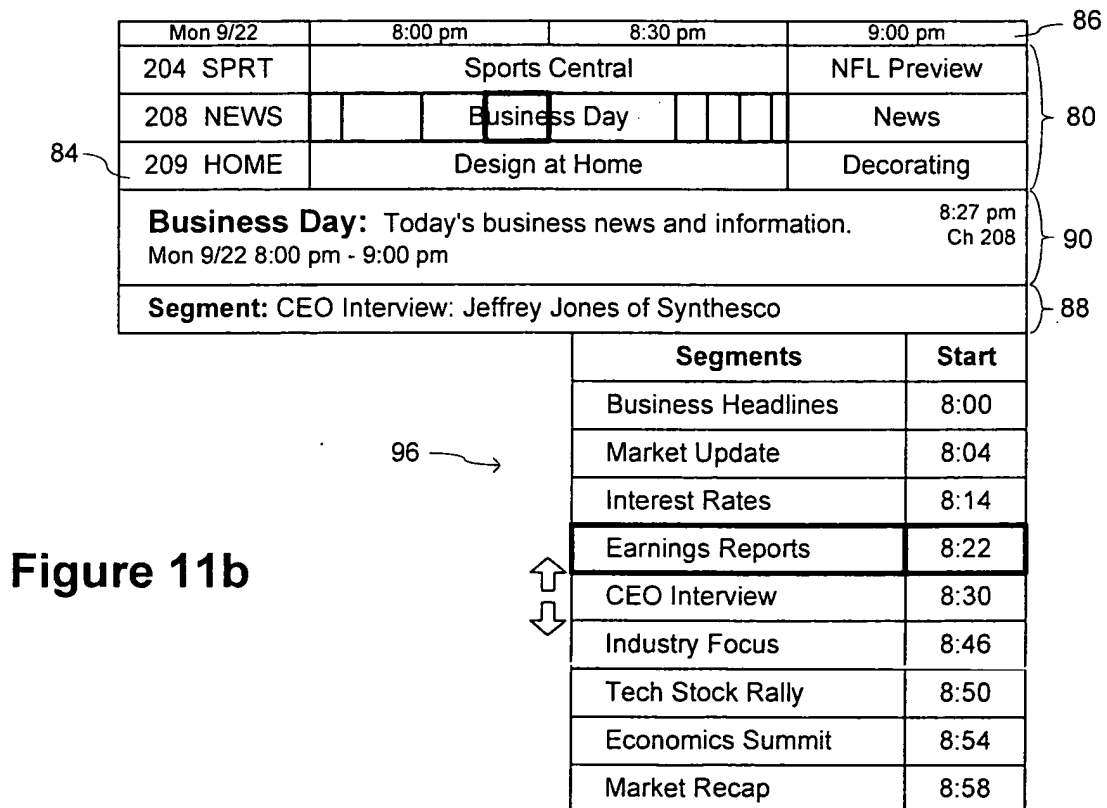 Mon 9/22 8:00 pm 8:30 pm 9:00 pm 86
204 SPRT Sports Central NFL Preview
208 NEWS Business Day News 80
84 209 HOME Design at Home Decorating
Business Day: Today's business news and information. 8:27 pm
Mon 9/22 8:00 pm - 9:00 pm Ch 208 90
Segment: CEO Interview: Jeffrey Jones of Synthesco 88
Segments Start
Business Headlines 8:00
96 Market Update 8:04
Interest Rates 8:14
Earnings Reports 8:22
Figure 11b
CEO Interview 8:30
Industry Focus 8:46
Tech Stock Rally 8:50
Economics Summit 8:54
Market Recap 8:58